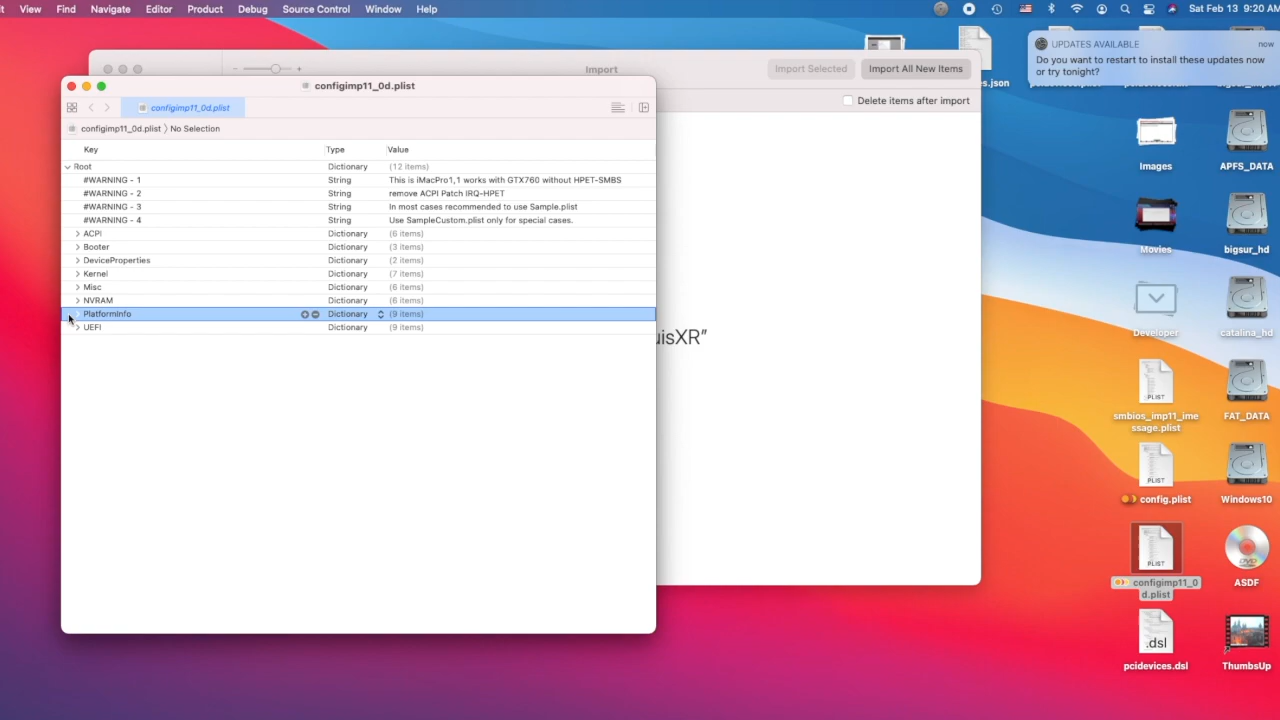 View Find Navigate Editor Product Debug Source Control Window Help
Sat Feb 13 9:20 AM
UPDATES AVAILABLE now
Do you want to restart to install these updates now
or try tonight?
Import
Import Selected
Import All New Items
Delete items after import
configimp11_0d.plist
configimp11_0d.plist
configimp11_0d.plist No Selection
Key Type Value
Root Dictionary (12 items)
#WARNING - 1 String This is iMacPro1,1 works with GTX760 without HPET-SMBS
#WARNING - 2 String remove ACPI Patch IRQ-HPET
#WARNING - 3 String In most cases recommended to use Sample.plist
#WARNING - 4 String Use SampleCustom.plist only for special cases.
ACPI Dictionary (6 items)
Booter Dictionary (3 items)
DeviceProperties Dictionary (2 items)
Kernel Dictionary (7 items)
Misc Dictionary (6 items)
NVRAM Dictionary (6 items)
PlatformInfo Dictionary (9 items)
UEFI Dictionary (9 items)
uisXR”
Images
APFS_DATA
Movies
bigsur_hd
Developer
catalina_hd
PLIST
smbios_imp11_ime
ssage.plist
FAT_DATA
PLIST
config.plist
Windows10
PLIST
configimp11_0
d.plist
DVD
ASDF
.dsl
pcidevices.dsl
ThumbsUp